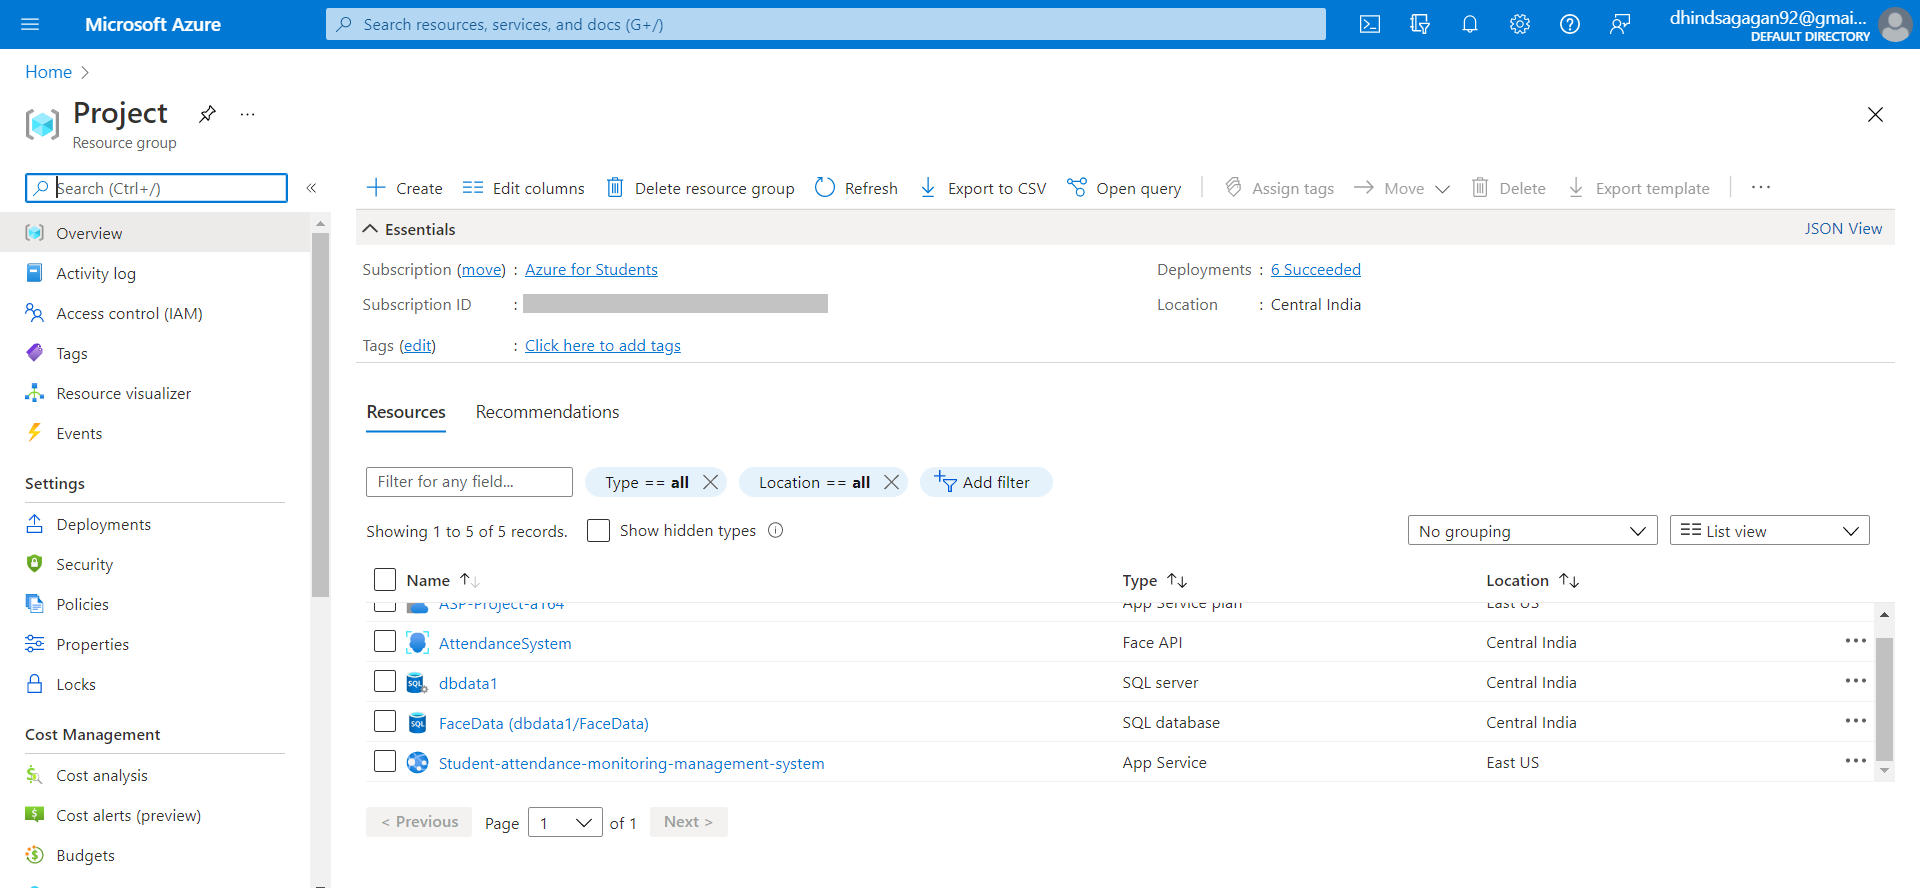 Microsoft Azure
Search resources, services, and docs (G+/)
dhindsagagan92@gmai...
DEFAULT DIRECTORY
Home
Project
Resource group
Search (Ctrl+/)
Create
Edit columns
Delete resource group
Refresh
Export to CSV
Open query
Assign tags
Move
Delete
Export template
Overview
Activity log
Access control (IAM)
Tags
Resource visualizer
Events
Settings
Deployments
Security
Policies
Properties
Locks
Cost Management
Cost analysis
Cost alerts (preview)
Budgets
Essentials
JSON View
Subscription (move) : Azure for Students
Deployments : 6 Succeeded
Subscription ID :
Location : Central India
Tags (edit) : Click here to add tags
Resources
Recommendations
Filter for any field...
Type == all
Location == all
Add filter
Showing 1 to 5 of 5 records.
Show hidden types
No grouping
List view
Name Type Location
ASP-Project-a164 App Service plan East US
AttendanceSystem Face API Central India
dbdata1 SQL server Central India
FaceData (dbdata1/FaceData) SQL database Central India
Student-attendance-monitoring-management-system App Service East US
< Previous Page 1 of 1 Next >